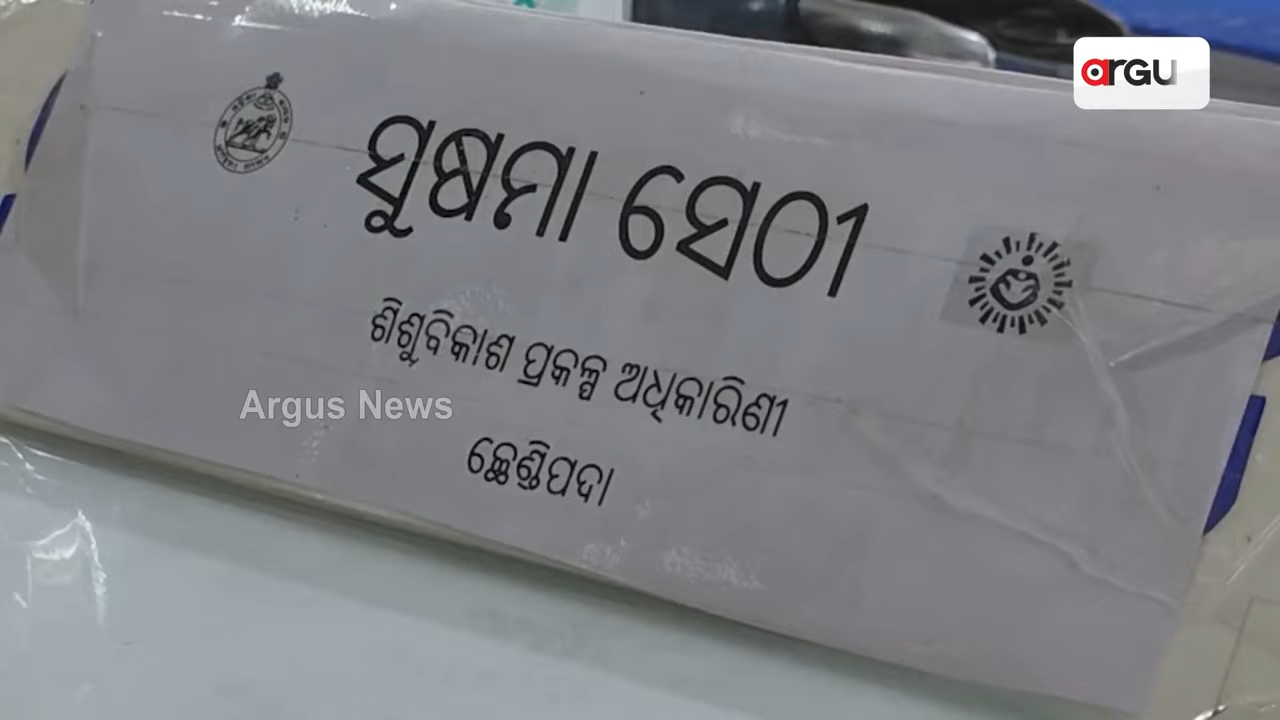 ARGU
ସୁଷମା ସେଠୀ
ଶିଶୁବିକାଶ ପ୍ରକଳ୍ପ ଅଧିକାରିଣୀ
Argus News
ଛେଣ୍ଡିପଦା